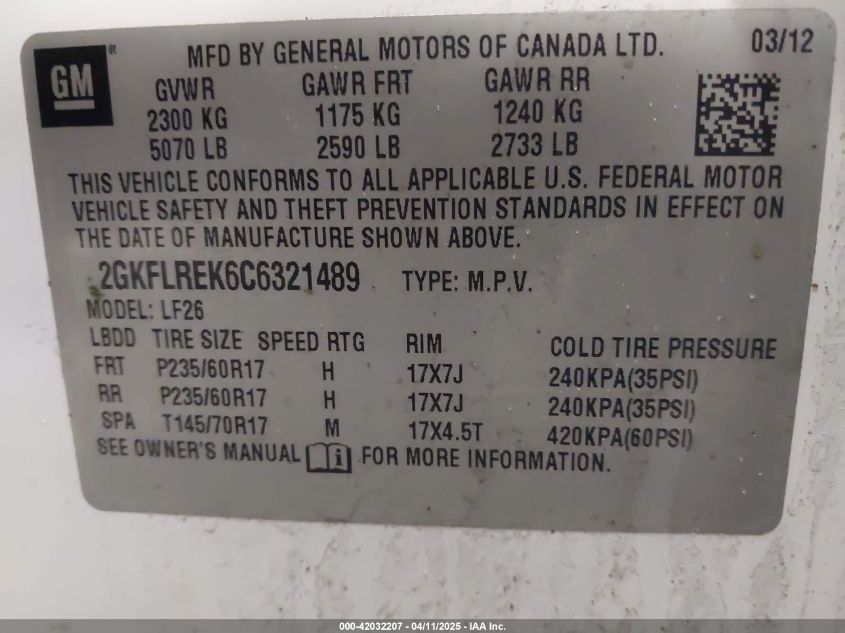 GM ® MFD BY GENERAL MOTORS OF CANADA LTD. 03/12
GVWR GAWR FRT GAWR RR
2300 KG 1175 KG 1240 KG
5070 LB 2590 LB 2733 LB
THIS VEHICLE CONFORMS TO ALL APPLICABLE U.S. FEDERAL MOTOR
VEHICLE SAFETY AND THEFT PREVENTION STANDARDS IN EFFECT ON
THE DATE OF MANUFACTURE SHOWN ABOVE.
2GKFLREK6C6321489 TYPE: M.P.V.
MODEL: LF26
LBDD TIRE SIZE SPEED RTG RIM COLD TIRE PRESSURE
FRT P235/60R17 H 17X7J 240KPA(35PSI)
RR P235/60R17 H 17X7J 240KPA(35PSI)
SPA T145/70R17 M 17X4.5T 420KPA(60PSI)
SEE OWNER'S MANUAL i FOR MORE INFORMATION.
000-42032207 - 04/11/2025 - IAA Inc.